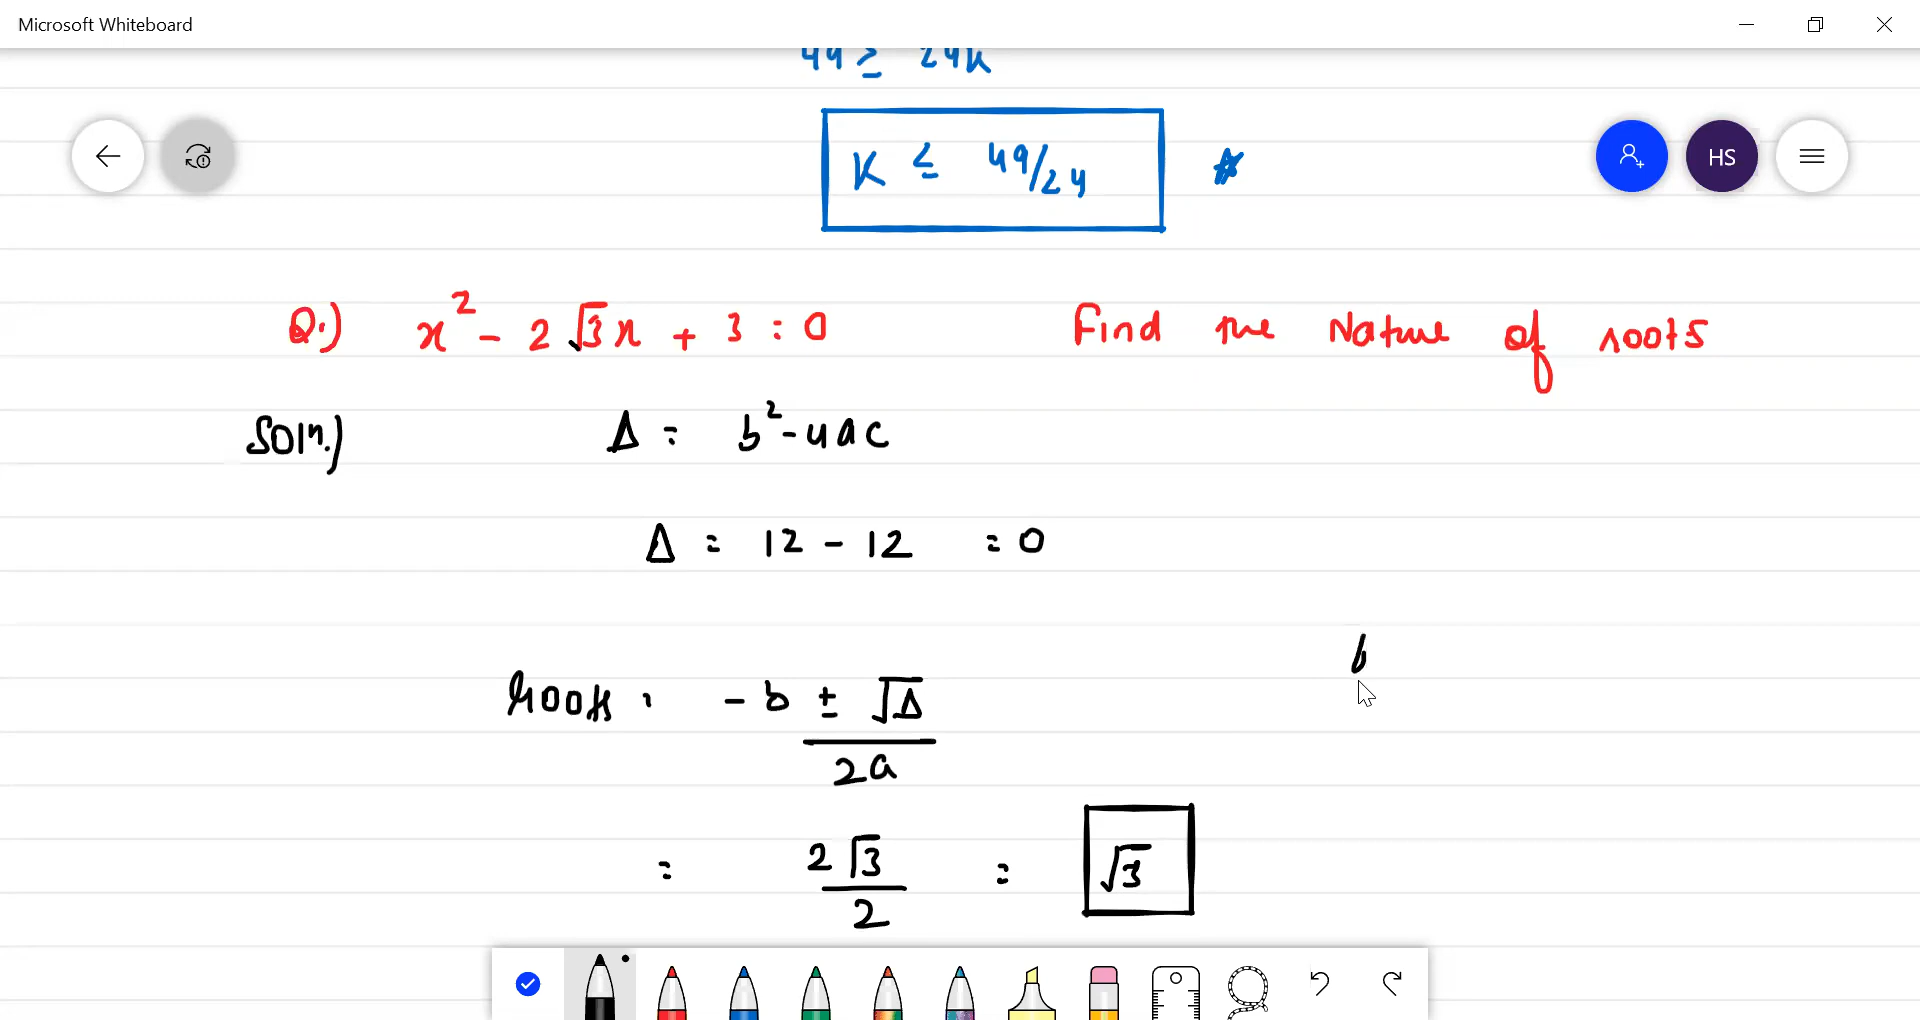 Microsoft Whiteboard
49 ≥ 24K
K ≤ 49/24
HS
Q.) x² - 2√3x + 3 = 0 Find the Nature of roots
Soln.) Δ = b² - 4ac
Δ = 12 - 12 = 0
b
Roots : -b ± √Δ / 2a
= 2√3 / 2 = √3